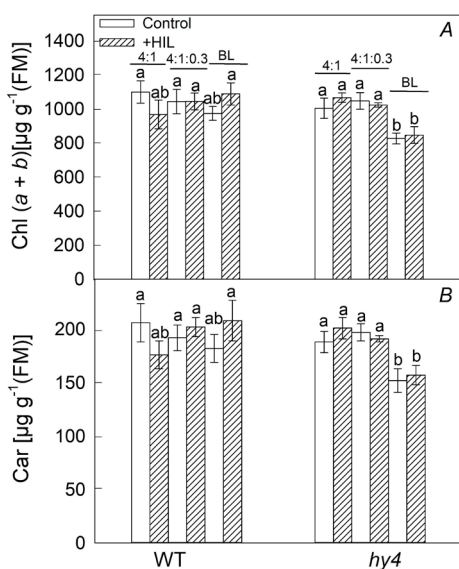 Control
+HIL
A
4:1
4:1:0.3
BL
4:1
4:1:0.3
BL
a
ab
a
a
ab
a
a
a
a
a
b
b
1400
1200
1000
800
600
400
200
0
Chl (a + b)[µg g-1(FM)]
B
a
ab
a
a
ab
a
a
a
a
a
b
b
200
150
100
50
0
Car [µg g-1(FM)]
WT
hy4